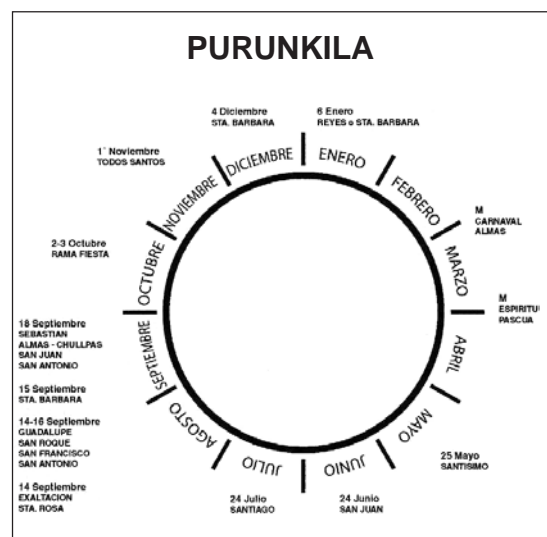 PURUNKILA
4 Diciembre
STA. BARBARA
6 Enero
REYES o STA. BARBARA
1° Noviembre
TODOS SANTOS
DICIEMBRE
ENERO
NOVIEMBRE
FEBRERO
M
CARNAVAL
ALMAS
2-3 Octubre
RAMA FIESTA
OCTUBRE
MARZO
M
ESPIRITU
PASCUA
18 Septiembre
SEBASTIAN
ALMAS - CHULLPAS
SAN JUAN
SAN ANTONIO
SEPTIEMBRE
ABRIL
15 Septiembre
STA. BARBARA
AGOSTO
MAYO
14-16 Septiembre
GUADALUPE
SAN ROQUE
SAN FRANCISCO
SAN ANTONIO
JULIO
JUNIO
25 Mayo
SANTISIMO
14 Septiembre
EXALTACION
STA. ROSA
24 Julio
SANTIAGO
24 Junio
SAN JUAN